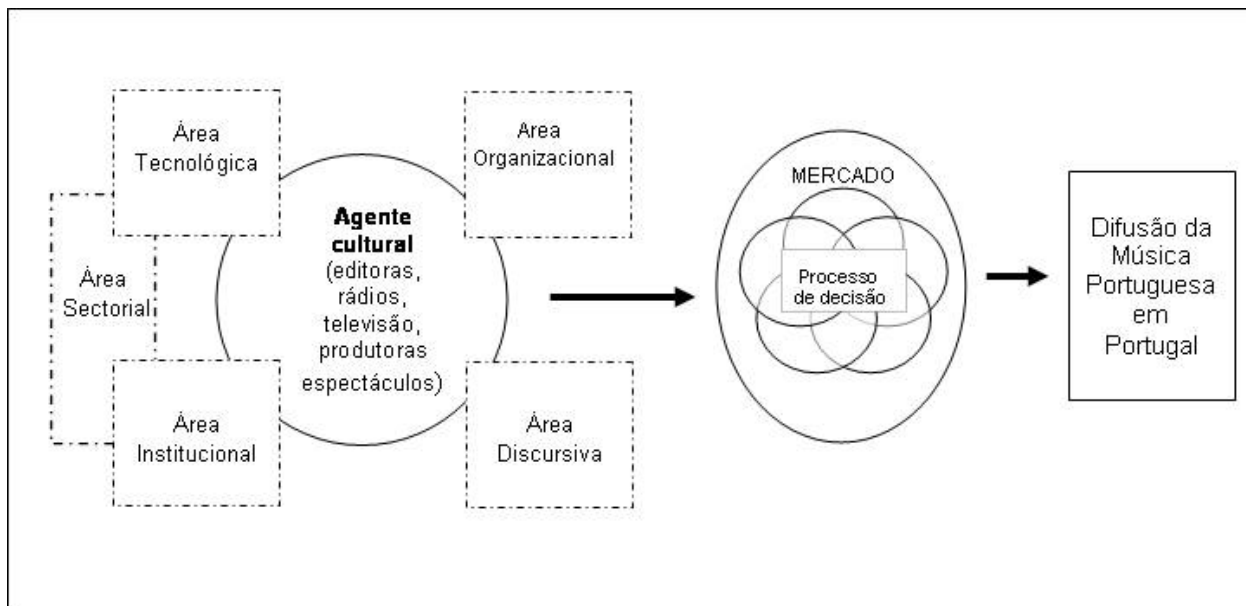 Área
Tecnológica
Area
Organizacional
Área
Sectorial
Agente
cultural
(editoras,
rádios,
televisão,
produtoras
espectáculos)
Área
Institucional
Área
Discursiva
MERCADO
Processo
de decisão
Difusão da
Música
Portuguesa
em
Portugal